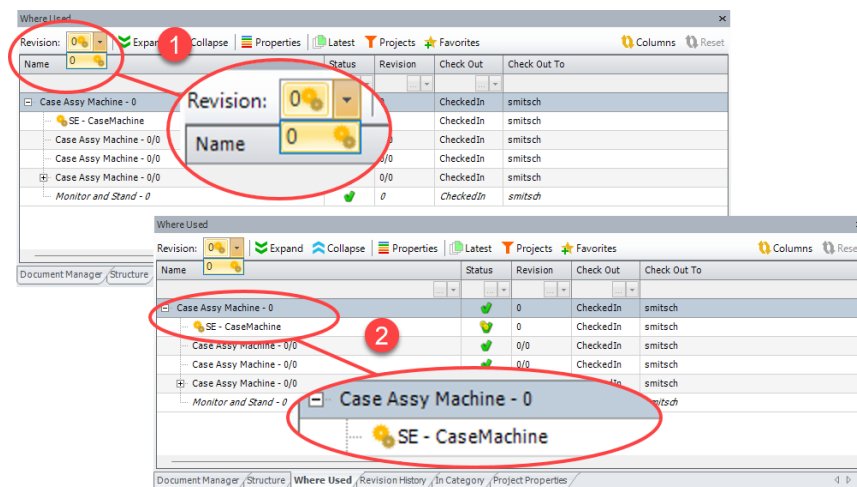 Where Used
Revision: 0 Expand Collapse Properties Latest Projects Favorites Columns Reset
0
1
Name Status Revision Check Out Check Out To
Case Assy Machine - 0 0 CheckedIn smitsch
SE - CaseMachine CheckedIn smitsch
Case Assy Machine - 0/0 0/0 CheckedIn smitsch
Case Assy Machine - 0/0 0/0 CheckedIn smitsch
Case Assy Machine - 0/0 0/0 CheckedIn smitsch
Monitor and Stand - 0 0 CheckedIn smitsch
Revision: 0
Name 0
Document Manager Structure
Where Used
Revision: 0 Expand Collapse Properties Latest Projects Favorites Columns Rese
0
Name Status Revision Check Out Check Out To
Case Assy Machine - 0 0 CheckedIn smitsch
SE - CaseMachine 0 CheckedIn smitsch
2
Case Assy Machine - 0/0 0/0 CheckedIn smitsch
Case Assy Machine - 0/0 0/0 CheckedIn smitsch
Case Assy Machine - 0/0 smitsch
Monitor and Stand - 0 smitsch
Case Assy Machine - 0
SE - CaseMachine
Document Manager Structure Where Used Revision History In Category Project Properties